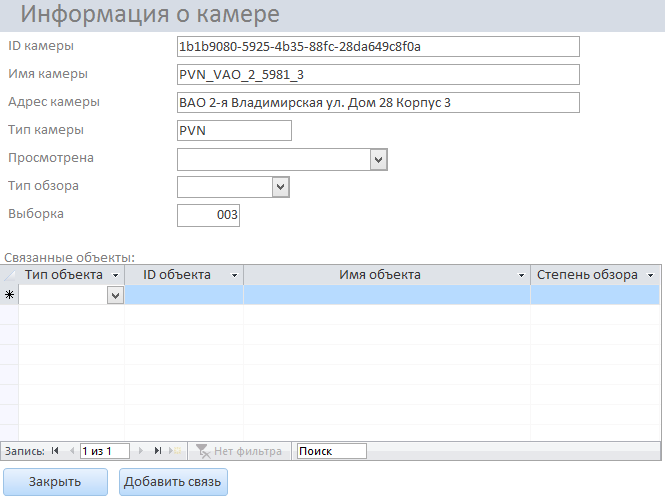 Информация о камере
ID камеры 1b1b9080-5925-4b35-88fc-28da649c8f0a
Имя камеры PVN_VAO_2_5981_3
Адрес камеры ВАО 2-я Владимирская ул. Дом 28 Корпус 3
Тип камеры PVN
Просмотрена
Тип обзора
Выборка 003
Связанные объекты:
Тип объекта ID объекта Имя объекта Степень обзора
Запись: 1 из 1 Нет фильтра Поиск
Закрыть Добавить связь